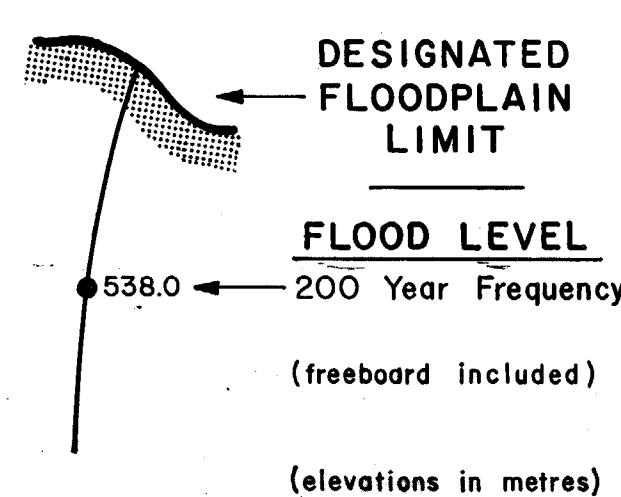 DESIGNATED
FLOODPLAIN
LIMIT
FLOOD LEVEL
538.0 200 Year Frequency
(freeboard included)
(elevations in metres)